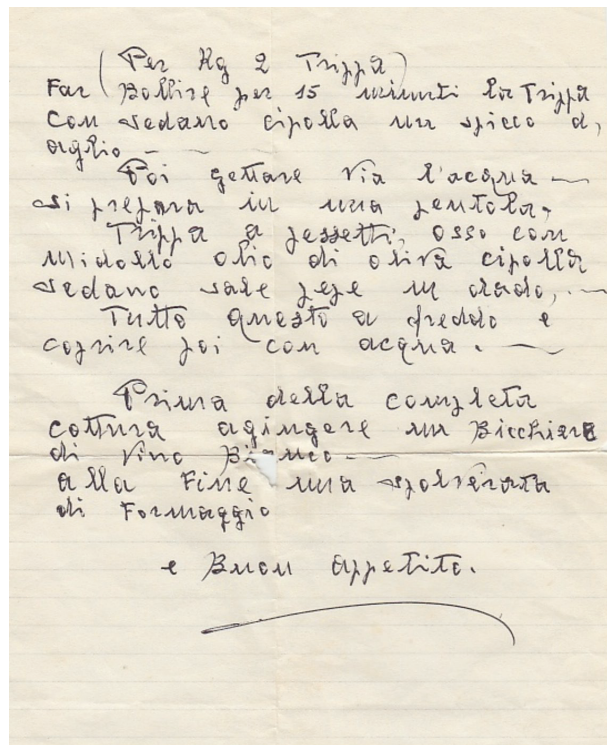 (Per Kg 2 Trippa)
Far Bollire per 15 minuti la Trippa
con sedano cipolla un spicco d,
aglio —
Poi gettare via l'acqua —
si prepara in una pentola,
Trippa a pezzetti, osso con
midollo olio di oliva cipolla
sedano sale pepe un dado, —
Tutto questo a freddo e
coprire poi con acqua. —
Prima della completa
cottura agingere un Bicchiere
di Vino Bianco —
alla Fine una spolverata
di Formaggio
e Buon appetito.